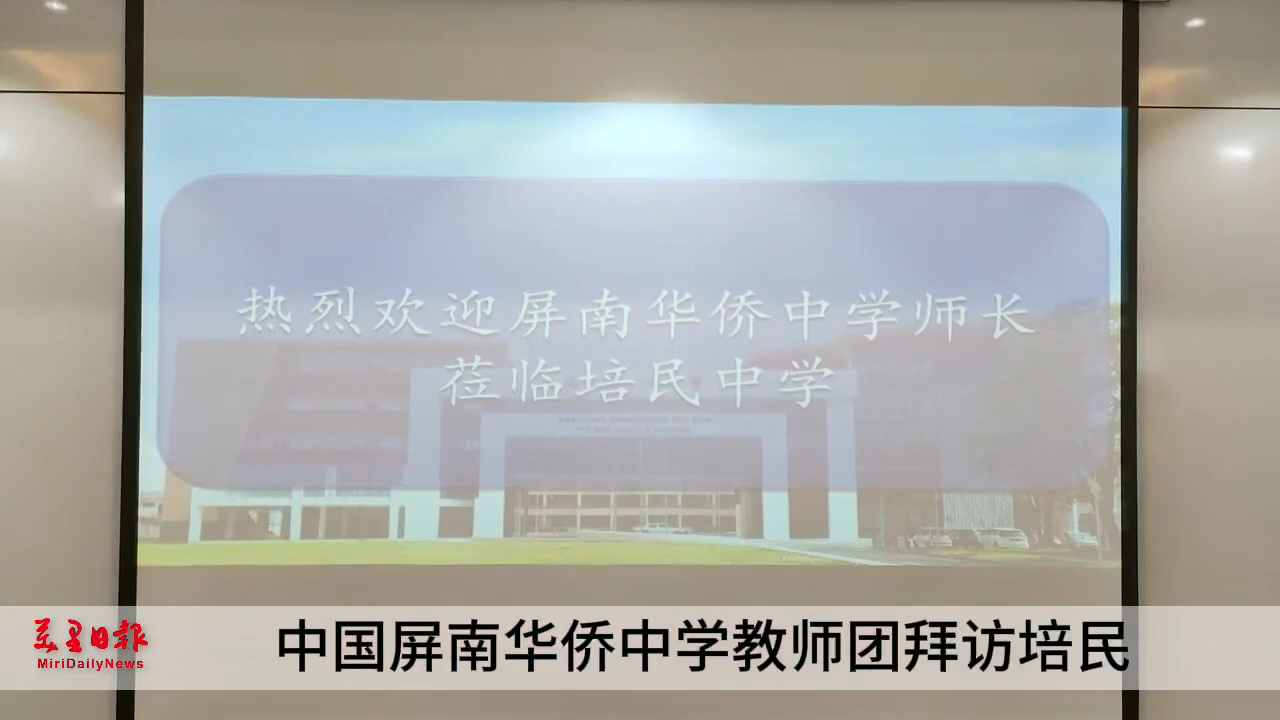 热烈欢迎屏南华侨中学师长
莅临培民中学
美里日報
MiriDailyNews
中国屏南华侨中学教师团拜访培民